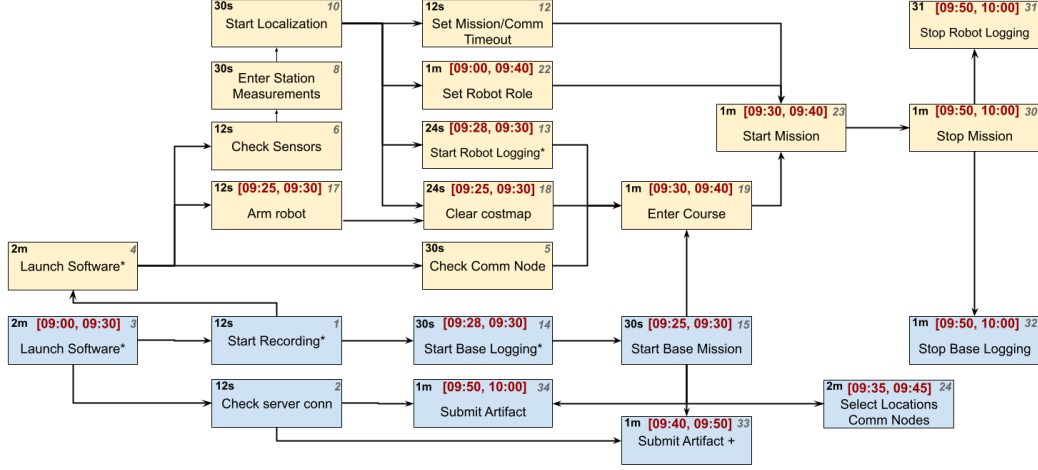 30s 10
Start Localization
12s 12
Set Mission/Comm
Timeout
31 [09:50, 10:00] 31
Stop Robot Logging
30s 8
Enter Station
Measurements
1m [09:00, 09:40] 22
Set Robot Role
1m [09:30, 09:40] 23
Start Mission
1m [09:50, 10:00] 30
Stop Mission
12s 6
Check Sensors
24s [09:28, 09:30] 13
Start Robot Logging*
12s [09:25, 09:30] 17
Arm robot
24s [09:25, 09:30] 18
Clear costmap
1m [09:30, 09:40] 19
Enter Course
2m 4
Launch Software*
30s 5
Check Comm Node
2m [09:00, 09:30] 3
Launch Software*
12s 1
Start Recording*
30s [09:28, 09:30] 14
Start Base Logging*
30s [09:25, 09:30] 15
Start Base Mission
1m [09:50, 10:00] 32
Stop Base Logging
12s 2
Check server conn
1m [09:50, 10:00] 34
Submit Artifact
2m [09:35, 09:45] 24
Select Locations
Comm Nodes
1m [09:40, 09:50] 33
Submit Artifact +